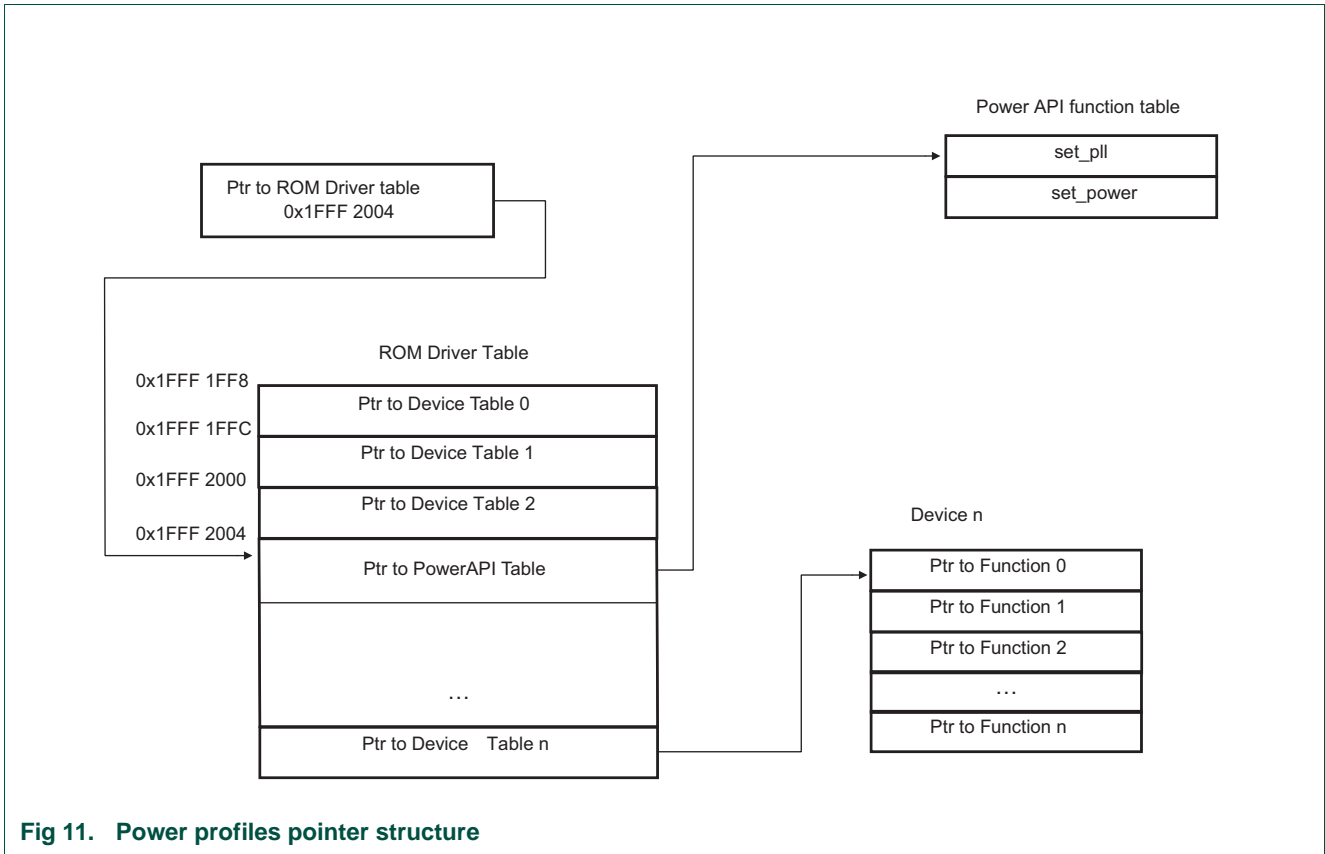 Power API function table
set_pll
set_power
Ptr to ROM Driver table
0x1FFF 2004
ROM Driver Table
0x1FFF 1FF8
Ptr to Device Table 0
0x1FFF 1FFC
Ptr to Device Table 1
0x1FFF 2000
Ptr to Device Table 2
0x1FFF 2004
Ptr to PowerAPI Table
…
Ptr to Device Table n
Device n
Ptr to Function 0
Ptr to Function 1
Ptr to Function 2
…
Ptr to Function n
Fig 11. Power profiles pointer structure